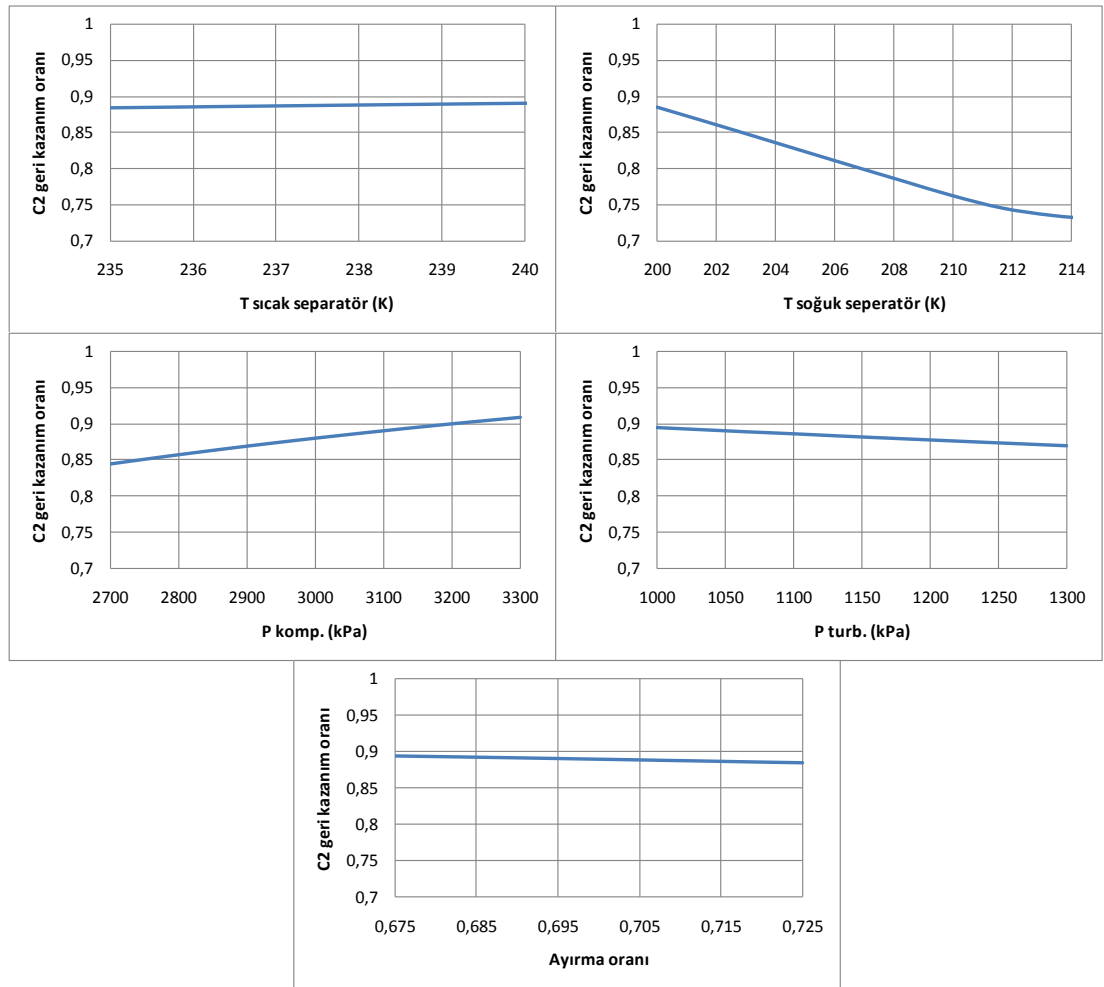 C2 geri kazanım oranı
1
0,95
0,9
0,85
0,8
0,75
0,7
235 236 237 238 239 240
T sıcak separatör (K)
C2 geri kazanım oranı
1
0,95
0,9
0,85
0,8
0,75
0,7
200 202 204 206 208 210 212 214
T soğuk seperatör (K)
C2 geri kazanım oranı
1
0,95
0,9
0,85
0,8
0,75
0,7
2700 2800 2900 3000 3100 3200 3300
P komp. (kPa)
C2 geri kazanım oranı
1
0,95
0,9
0,85
0,8
0,75
0,7
1000 1050 1100 1150 1200 1250 1300
P turb. (kPa)
C2 geri kazanım oranı
1
0,95
0,9
0,85
0,8
0,75
0,7
0,675 0,685 0,695 0,705 0,715 0,725
Ayırma oranı